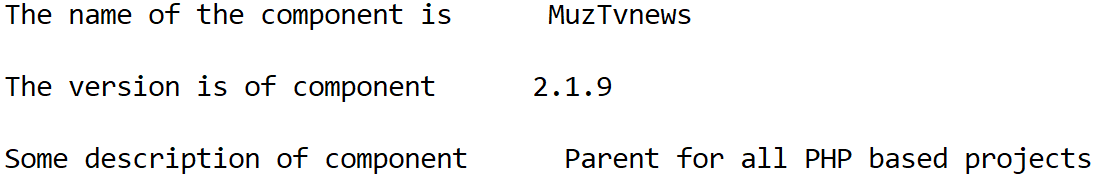 The name of the component is      MuzTvnews
The version is of component      2.1.9
Some description of component      Parent for all PHP based projects